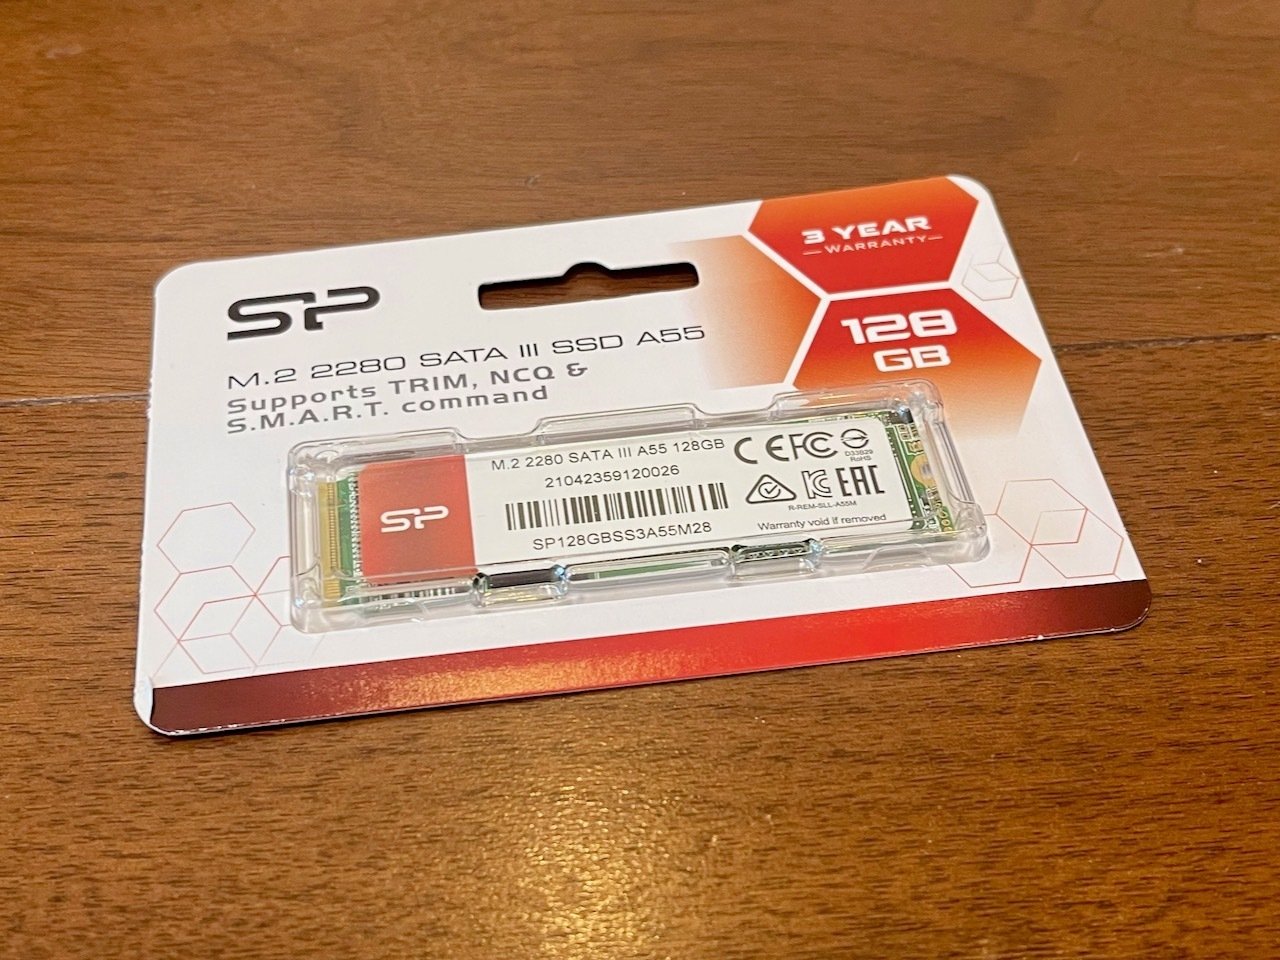 SP
M.2 2280 SATA III SSD A55
Supports TRIM, NCQ &
S.M.A.R.T. command
3 YEAR
WARRANTY
128
GB
SP
M.2 2280 SATA III A55 128GB
21042359120026
SP128GBSS3A55M28
CE FC
D33B29
RoHS
EAC
R-REM-SLL-A55M
Warranty void if removed